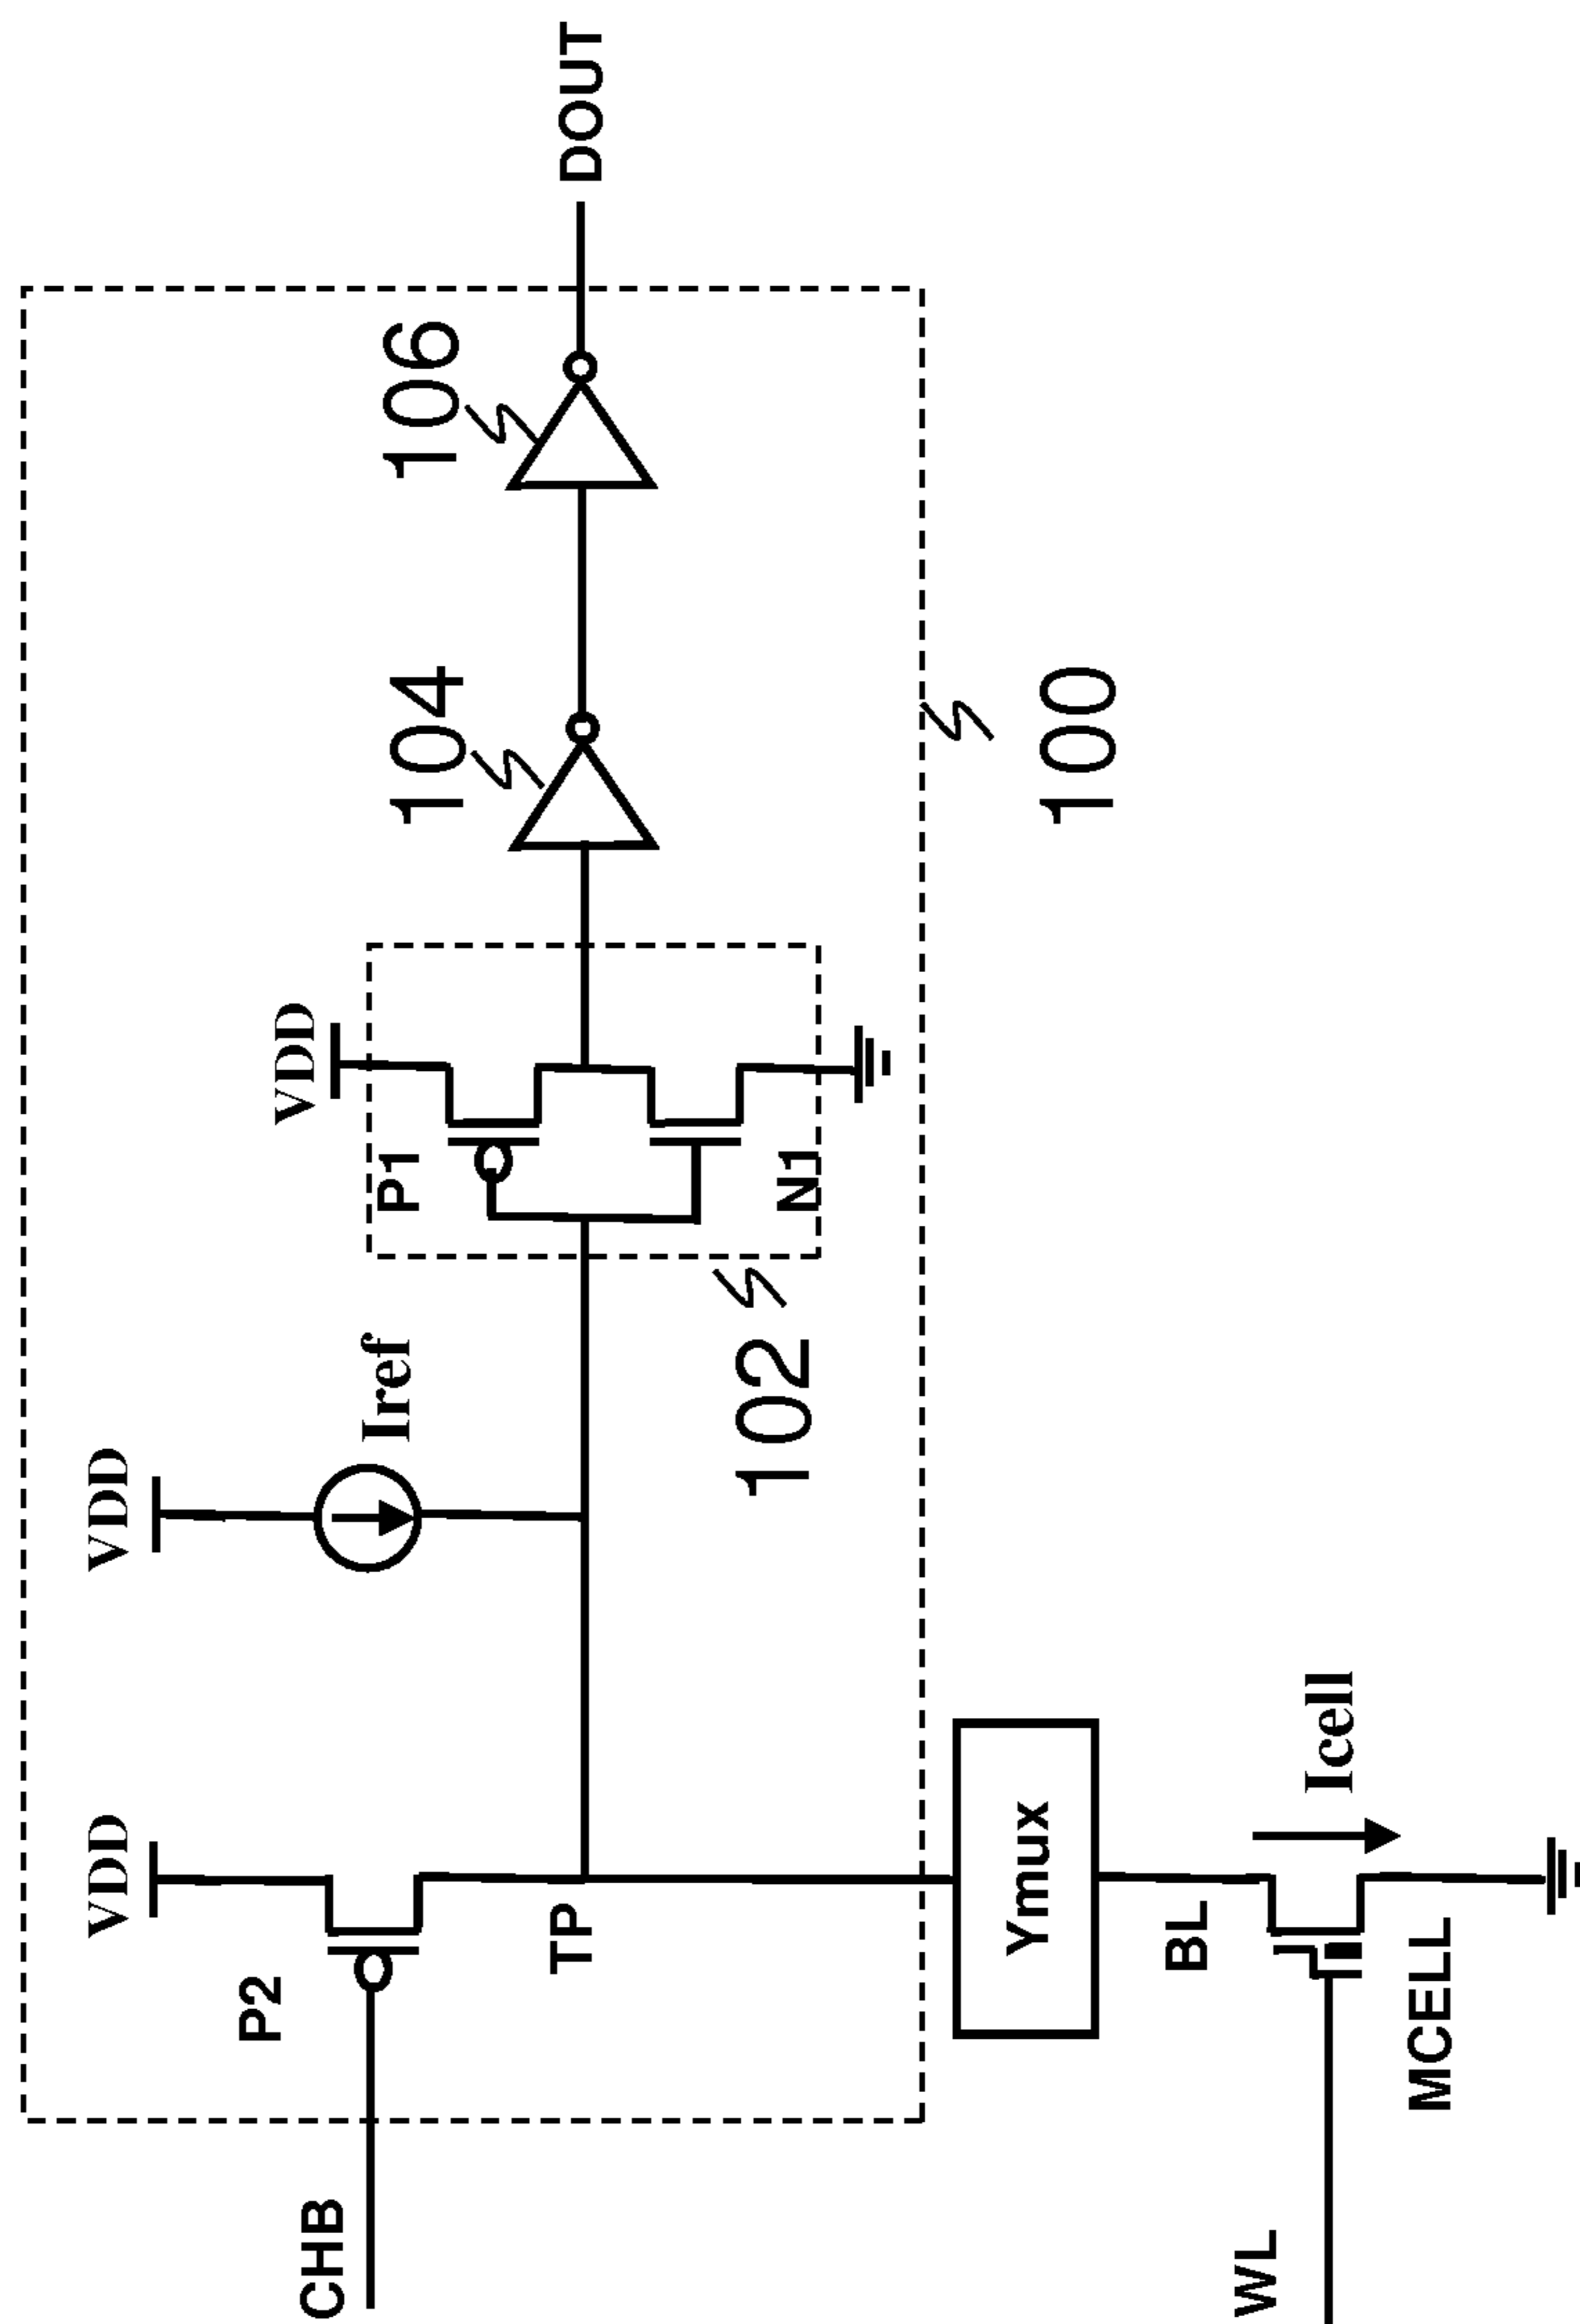 VDD
VDD
VDD
P2
Iref
P1
104
106
CHB
DOUT
TP
102
N1
Ymux
100
BL
Icell
WL
MCELL